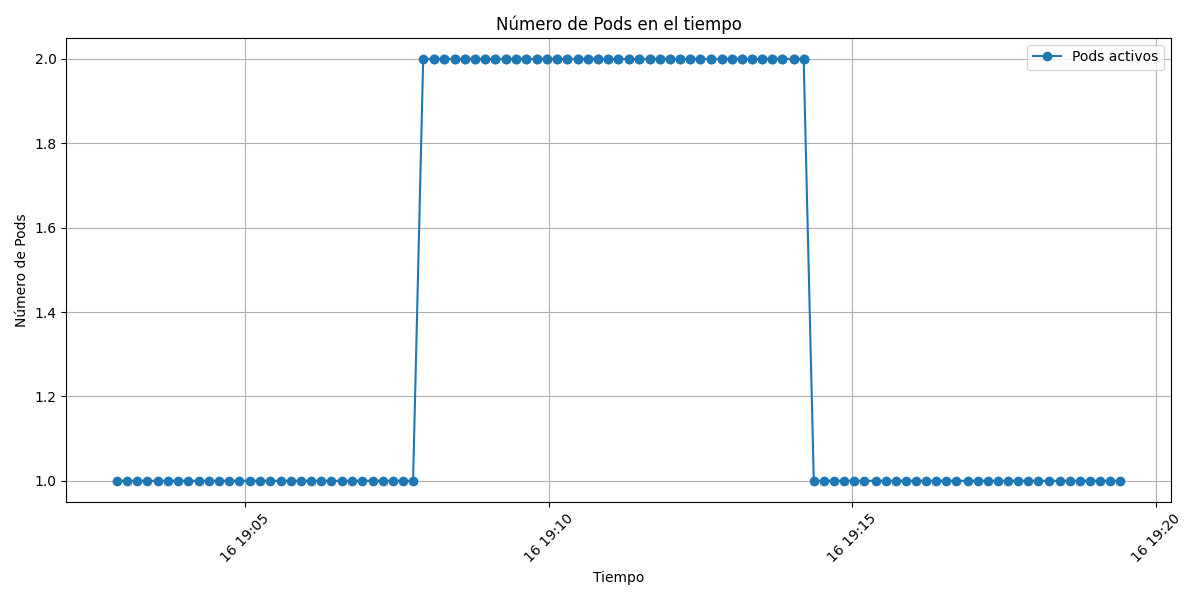 Número de Pods en el tiempo
Pods activos
Número de Pods
2.0
1.8
1.6
1.4
1.2
1.0
16 19:05
16 19:10
16 19:15
16 19:20
Tiempo